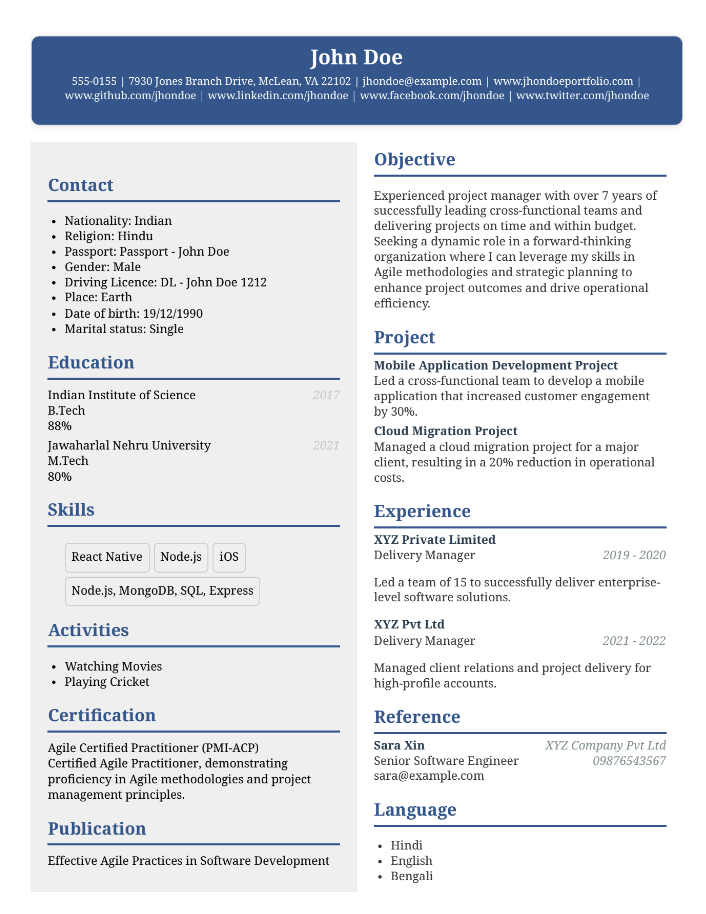 John Doe
555-0155 | 7930 Jones Branch Drive, McLean, VA 22102 | jhondoe@example.com | www.jhondoeportfolio.com |
www.github.com/jhondoe | www.linkedin.com/jhondoe | www.facebook.com/jhondoe | www.twitter.com/jhondoe
Contact
• Nationality: Indian
• Religion: Hindu
• Passport: Passport - John Doe
• Gender: Male
• Driving Licence: DL - John Doe 1212
• Place: Earth
• Date of birth: 19/12/1990
• Marital status: Single
Education
Indian Institute of Science 2017
B.Tech
88%
Jawaharlal Nehru University 2021
M.Tech
80%
Skills
React Native Node.js iOS
Node.js, MongoDB, SQL, Express
Activities
• Watching Movies
• Playing Cricket
Certification
Agile Certified Practitioner (PMI-ACP)
Certified Agile Practitioner, demonstrating
proficiency in Agile methodologies and project
management principles.
Publication
Effective Agile Practices in Software Development
Objective
Experienced project manager with over 7 years of
successfully leading cross-functional teams and
delivering projects on time and within budget.
Seeking a dynamic role in a forward-thinking
organization where I can leverage my skills in
Agile methodologies and strategic planning to
enhance project outcomes and drive operational
efficiency.
Project
Mobile Application Development Project
Led a cross-functional team to develop a mobile
application that increased customer engagement
by 30%.
Cloud Migration Project
Managed a cloud migration project for a major
client, resulting in a 20% reduction in operational
costs.
Experience
XYZ Private Limited
Delivery Manager 2019 - 2020
Led a team of 15 to successfully deliver enterprise-
level software solutions.
XYZ Pvt Ltd
Delivery Manager 2021 - 2022
Managed client relations and project delivery for
high-profile accounts.
Reference
Sara Xin XYZ Company Pvt Ltd
Senior Software Engineer 09876543567
sara@example.com
Language
• Hindi
• English
• Bengali